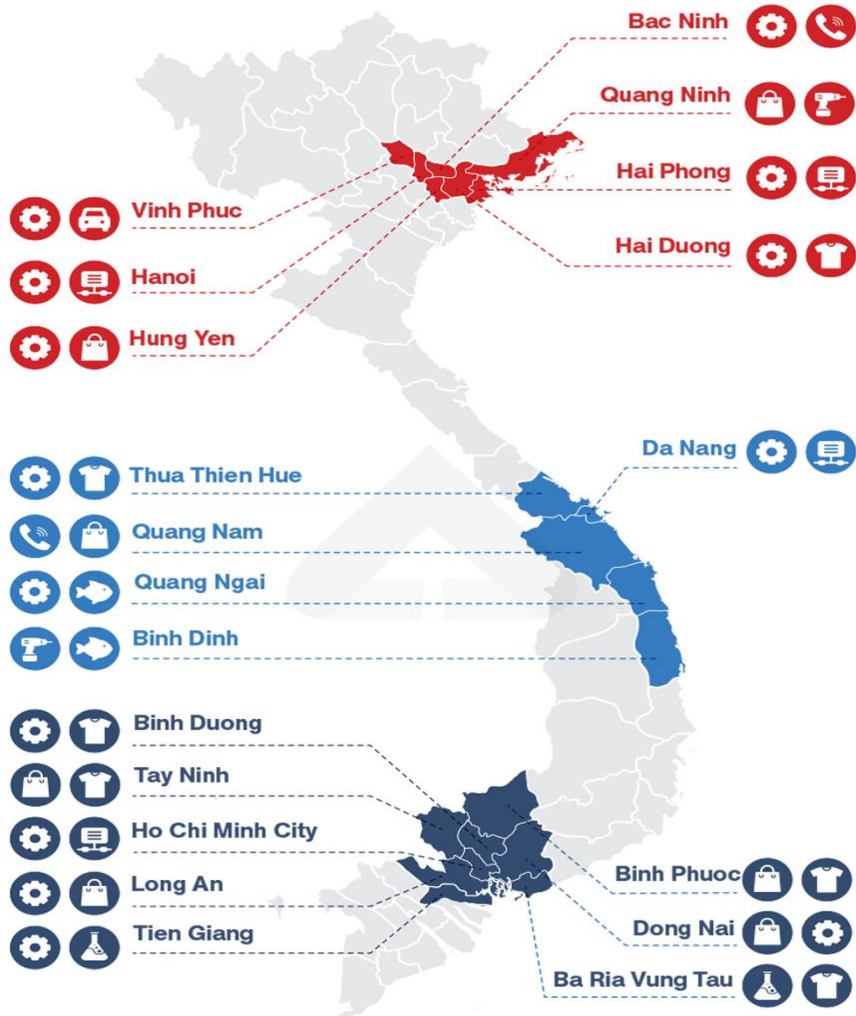 Bac Ninh
Quang Ninh
Hai Phong
Hai Duong
Vinh Phuc
Hanoi
Hung Yen
Da Nang
Thua Thien Hue
Quang Nam
Quang Ngai
Binh Dinh
Binh Duong
Tay Ninh
Ho Chi Minh City
Long An
Tien Giang
Binh Phuoc
Dong Nai
Ba Ria Vung Tau